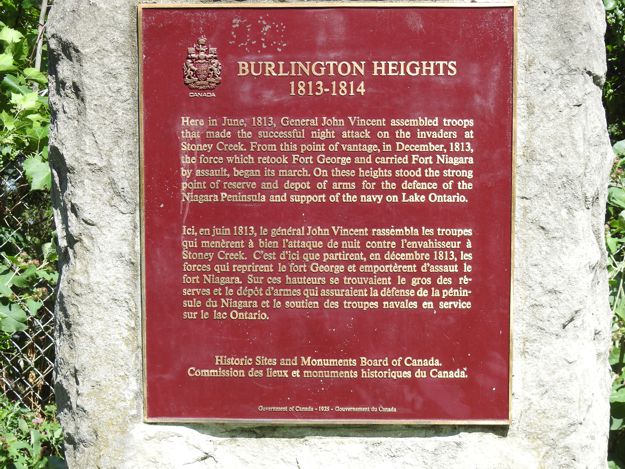 CANADA
BURLINGTON HEIGHTS
1813-1814
Here in June, 1813, General John Vincent assembled troops
that made the successful night attack on the invaders at
Stoney Creek. From this point of vantage, in December, 1813,
the force which retook Fort George and carried Fort Niagara
by assault, began its march. On these heights stood the strong
point of reserve and depot of arms for the defence of the
Niagara Peninsula and support of the navy on Lake Ontario.
Ici, en juin 1813, le général John Vincent rassembla les troupes
qui menèrent à bien l'attaque de nuit contre l'envahisseur à
Stoney Creek. C'est d'ici que partirent, en décembre 1813, les
forces qui reprirent le fort George et emportèrent d'assaut le
fort Niagara. Sur ces hauteurs se trouvaient le gros des ré-
serves et le dépôt d'armes qui assuraient la défense de la pénin-
sule du Niagara et le soutien des troupes navales en service
sur le lac Ontario.
Historic Sites and Monuments Board of Canada.
Commission des lieux et monuments historiques du Canada.
Government of Canada - 1925 - Gouvernement du Canada